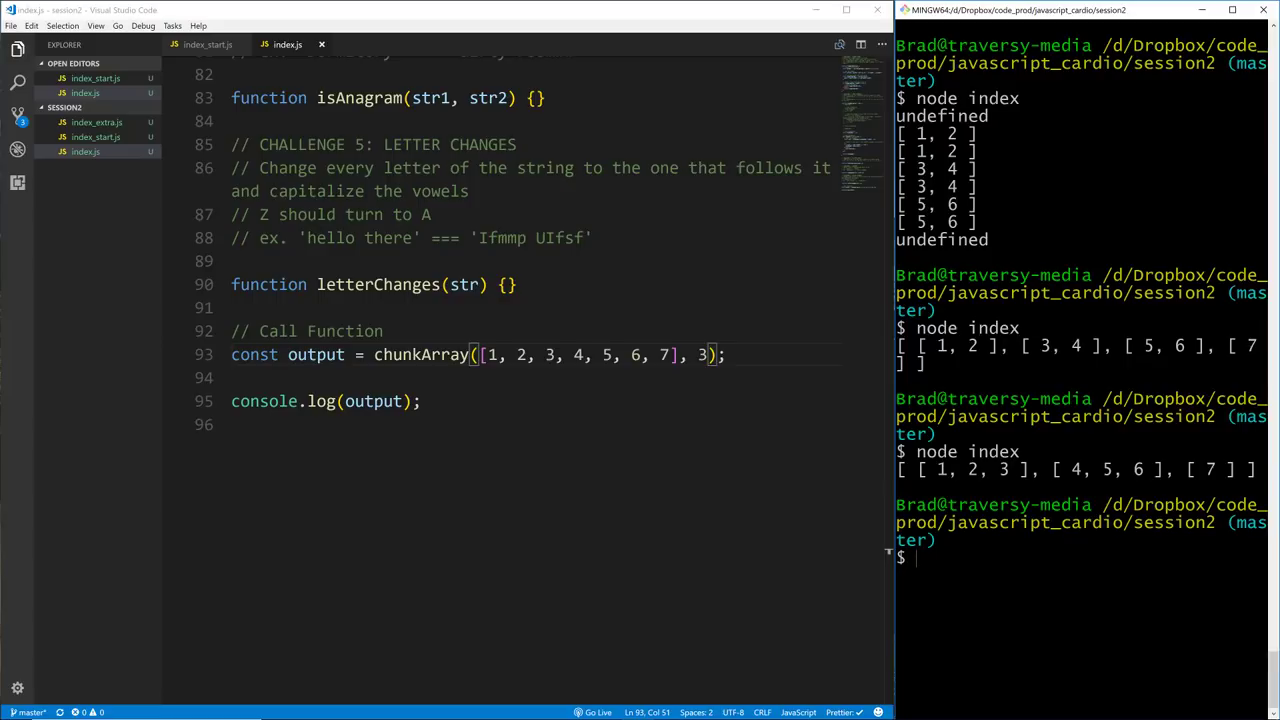 index.js - session2 - Visual Studio Code
File Edit Selection View Go Debug Tasks Help
EXPLORER
OPEN EDITORS
index_start.js U
index.js U
SESSION2
index_extra.js U
index_start.js U
index.js U
3
index_start.js index.js
82
83 function isAnagram(str1, str2) {}
84
85 // CHALLENGE 5: LETTER CHANGES
86 // Change every letter of the string to the one that follows it
and capitalize the vowels
87 // Z should turn to A
88 // ex. 'hello there' === 'Ifmmp UIfsf'
89
90 function letterChanges(str) {}
91
92 // Call Function
93 const output = chunkArray([1, 2, 3, 4, 5, 6, 7], 3);
94
95 console.log(output);
96
master* 0 0 Go Live Ln 93, Col 51 Spaces: 2 UTF-8 CRLF JavaScript Prettier: ✓
MINGW64:/d/Dropbox/code_prod/javascript_cardio/session2
Brad@traversy-media /d/Dropbox/code_
prod/javascript_cardio/session2 (mas
ter)
$ node index
undefined
[ 1, 2 ]
[ 1, 2 ]
[ 3, 4 ]
[ 3, 4 ]
[ 5, 6 ]
[ 5, 6 ]
undefined
Brad@traversy-media /d/Dropbox/code_
prod/javascript_cardio/session2 (mas
ter)
$ node index
[ [ 1, 2 ], [ 3, 4 ], [ 5, 6 ], [ 7
] ]
Brad@traversy-media /d/Dropbox/code_
prod/javascript_cardio/session2 (mas
ter)
$ node index
[ [ 1, 2, 3 ], [ 4, 5, 6 ], [ 7 ] ]
Brad@traversy-media /d/Dropbox/code_
prod/javascript_cardio/session2 (mas
ter)
$